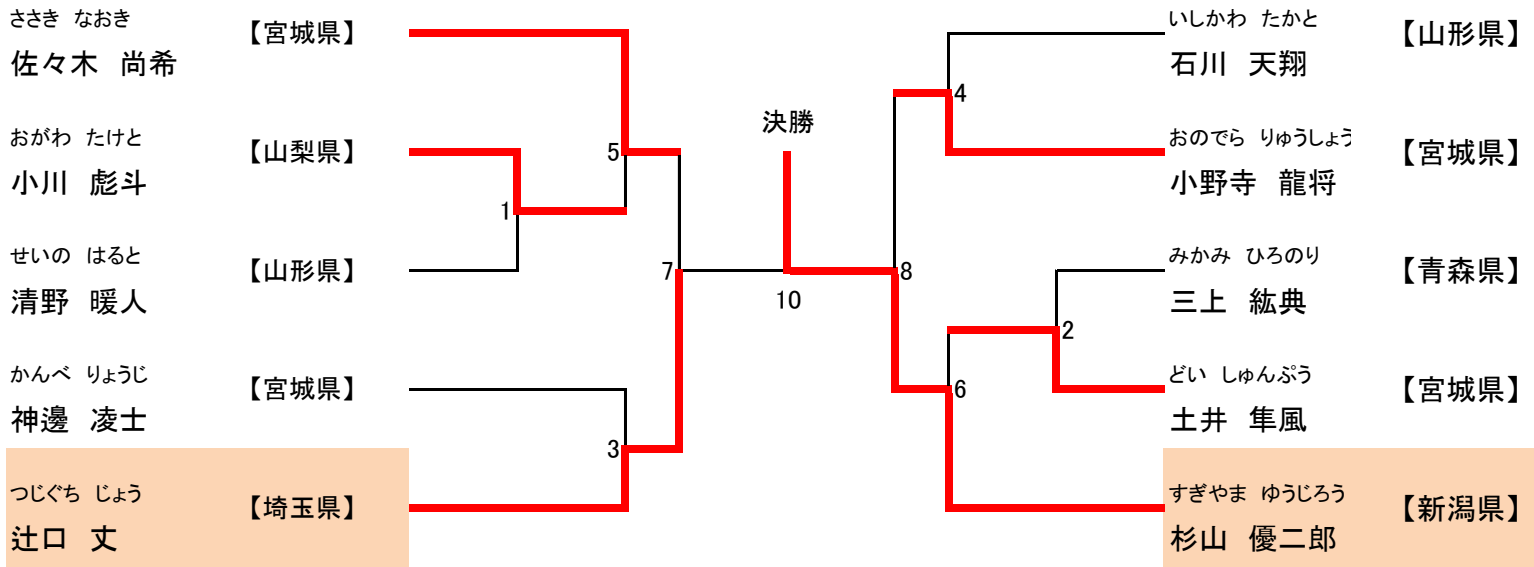 ささき なおき
佐々木 尚希
【宮城県】
おがわ たけと
小川 彪斗
【山梨県】
せいの はると
清野 暖人
【山形県】
かんべ りょうじ
神邊 凌士
【宮城県】
つじぐち じょう
辻口 丈
【埼玉県】
1
5
3
7
決勝
10
8
4
6
2
いしかわ たかと
石川 天翔
【山形県】
おのでら りゅうしょう
小野寺 龍将
【宮城県】
みかみ ひろのり
三上 紘典
【青森県】
どい しゅんぷう
土井 隼風
【宮城県】
すぎやま ゆうじろう
杉山 優二郎
【新潟県】